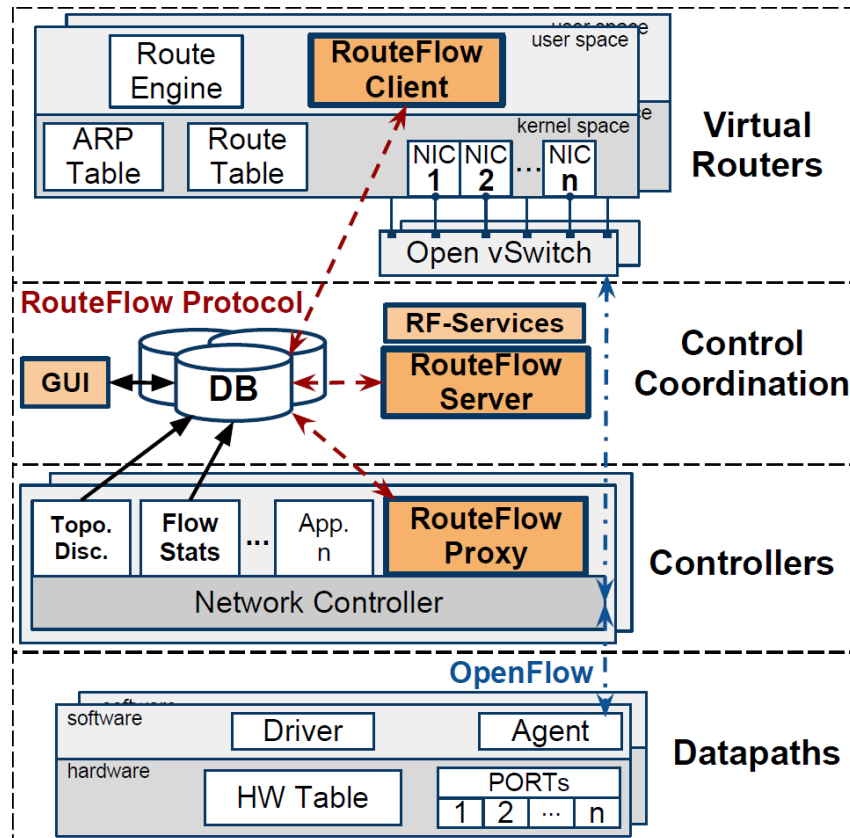 user space
user space
Route
Engine
RouteFlow
Client
kernel space
ARP
Table
Route
Table
NIC
1
NIC
2
...
NIC
n
Open vSwitch
Virtual
Routers
RouteFlow Protocol
RF-Services
GUI
DB
RouteFlow
Server
Control
Coordination
Topo.
Disc.
Flow
Stats
...
App.
n
RouteFlow
Proxy
Network Controller
Controllers
OpenFlow
software
Driver
Agent
hardware
HW Table
PORTs
1 2 ... n
Datapaths